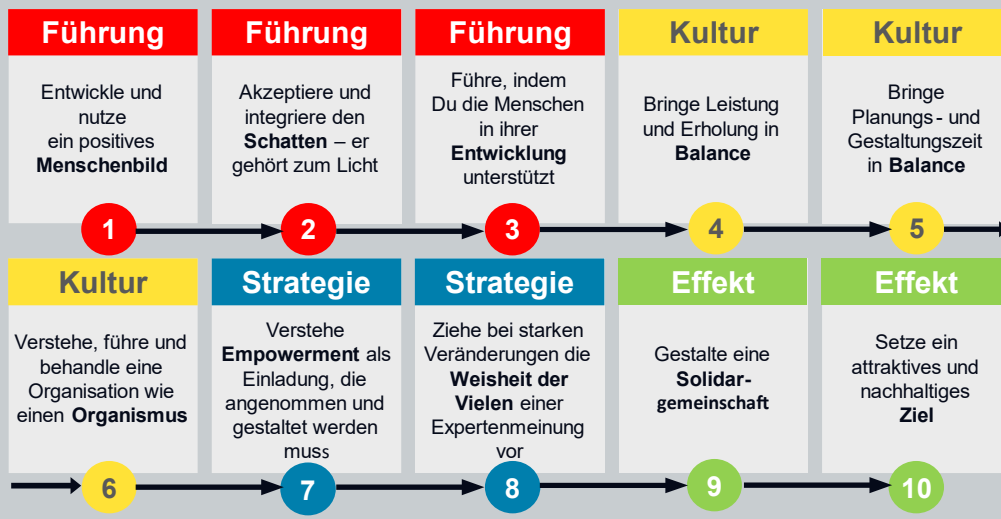 Führung
Entwickle und
nutze
ein positives
Menschenbild
1
Führung
Akzeptiere und
integriere den
Schatten – er
gehört zum Licht
2
Führung
Führe, indem
Du die Menschen
in ihrer
Entwicklung
unterstützt
3
Kultur
Bringe Leistung
und Erholung in
Balance
4
Kultur
Bringe
Planungs- und
Gestaltungszeit
in Balance
5
Kultur
Verstehe, führe und
behandle eine
Organisation wie
einen Organismus
6
Strategie
Verstehe
Empowerment als
Einladung, die
angenommen und
gestaltet werden
muss
7
Strategie
Ziehe bei starken
Veränderungen die
Weisheit der
Vielen einer
Expertenmeinung
vor
8
Effekt
Gestalte eine
Solidar-
gemeinschaft
9
Effekt
Setze ein
attraktives und
nachhaltiges
Ziel
10